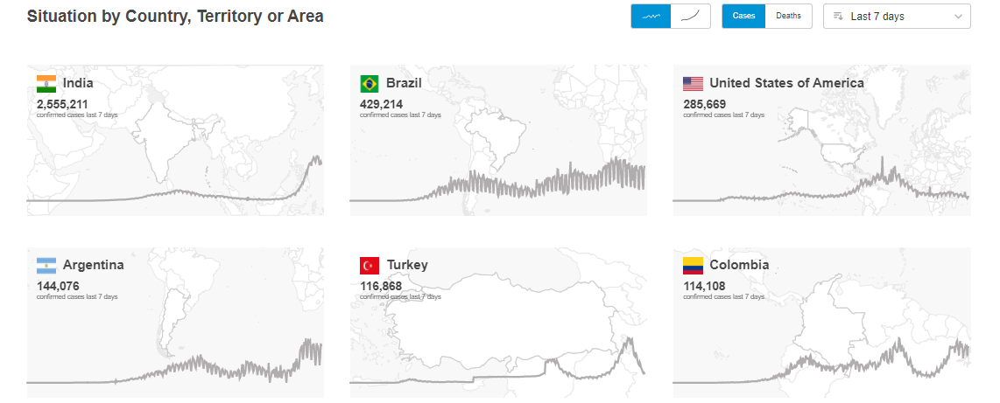 Situation by Country, Territory or Area
Cases
Deaths
Last 7 days
India
2,555,211
confirmed cases last 7 days
Brazil
429,214
confirmed cases last 7 days
United States of America
285,669
confirmed cases last 7 days
Argentina
144,076
confirmed cases last 7 days
Turkey
116,868
confirmed cases last 7 days
Colombia
114,108
confirmed cases last 7 days